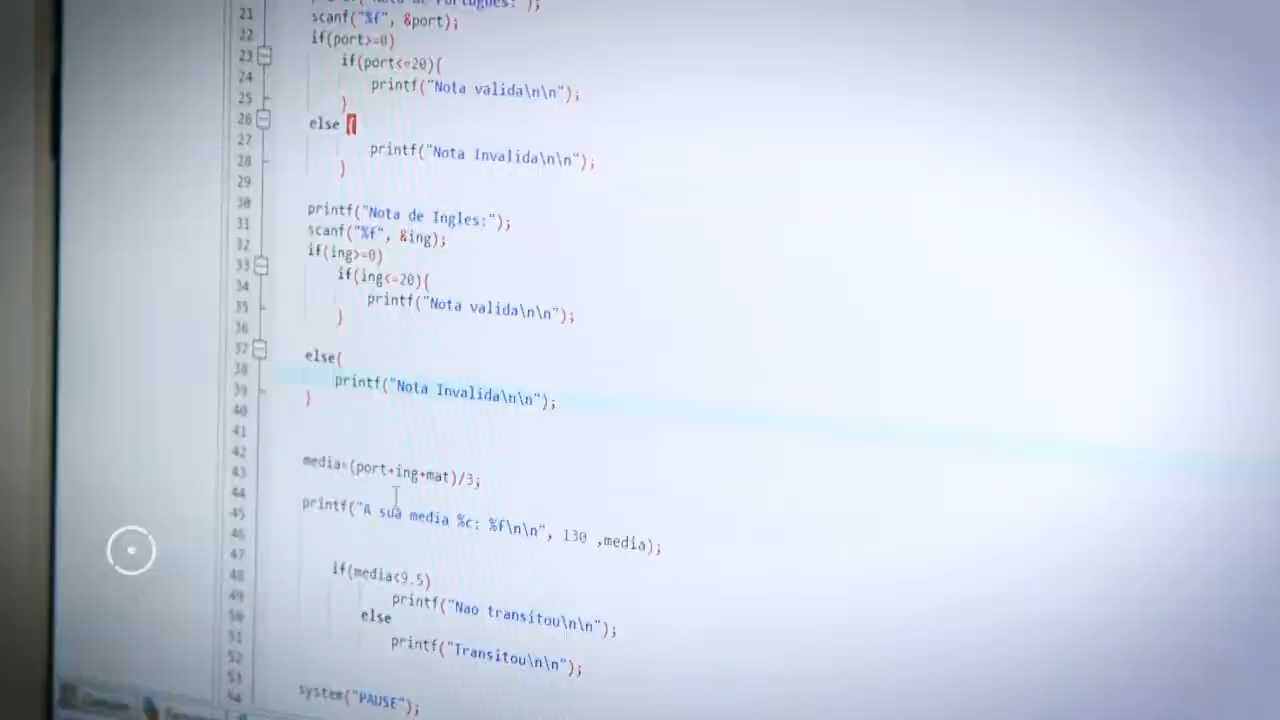 21 scanf("%f", &port);
22 if(port>=0)
23 if(port<=20){
24 printf("Nota valida\n\n");
25 }
26 else {
27 printf("Nota Invalida\n\n");
28 }
29
30 printf("Nota de Ingles:");
31 scanf("%f", &ing);
32 if(ing>=0)
33 if(ing<=20){
34 printf("Nota valida\n\n");
35 }
36
37 else{
38 printf("Nota Invalida\n\n");
39 }
40
41
42 media=(port+ing+mat)/3;
43
44 printf("A sua media %c: %f\n\n", 130 ,media);
45
46
47 if(media<9.5)
48 printf("Nao transitou\n\n");
49 else
50 printf("Transitou\n\n");
51
52
53 system("PAUSE");
54